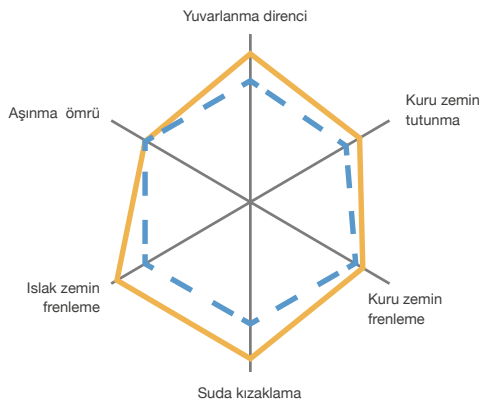 Yuvarlanma direnci
Kuru zemin
tutunma
Aşınma ömrü
Islak zemin
frenleme
Kuru zemin
frenleme
Suda kızaklama